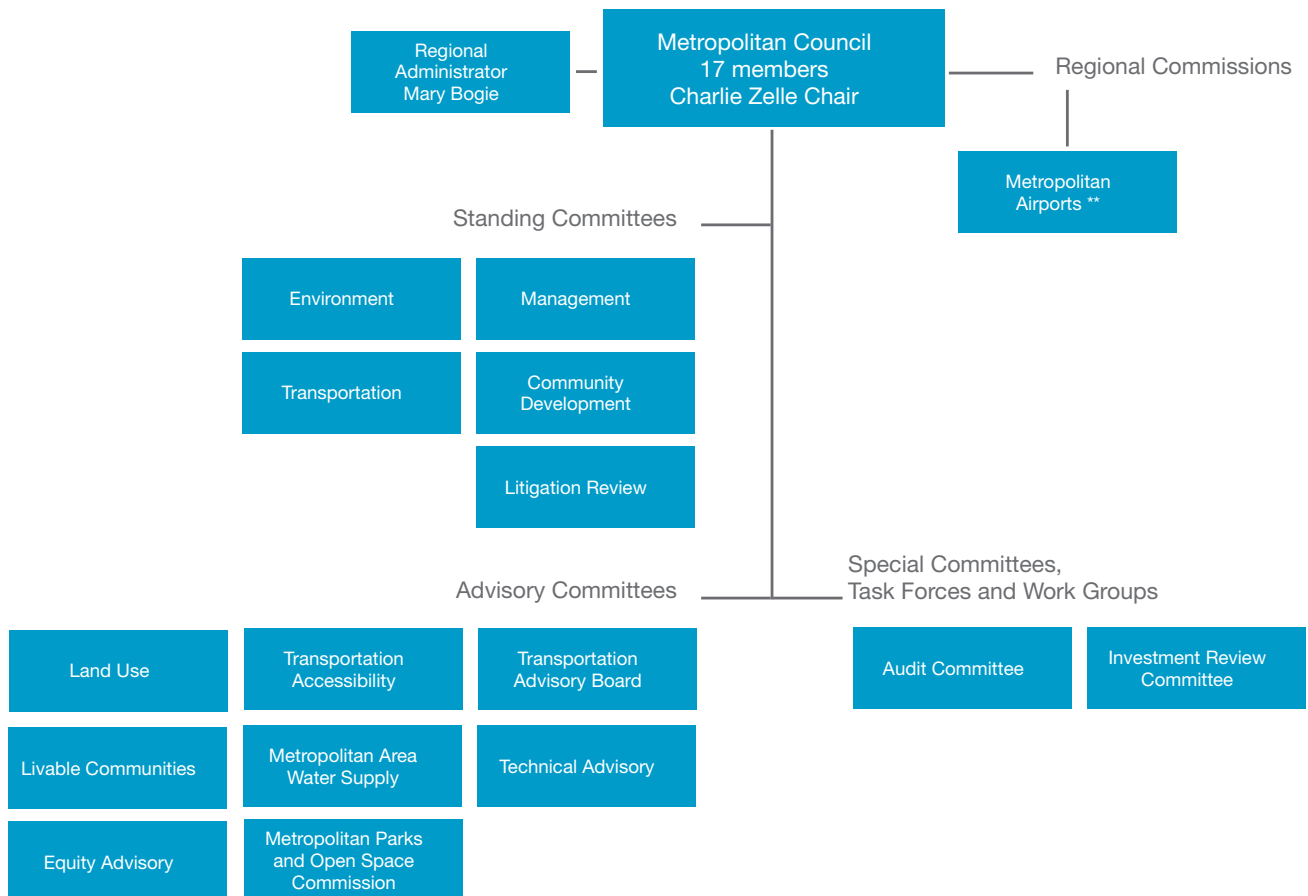 Regional
Administrator
Mary Bogie
Metropolitan Council
17 members
Charlie Zelle Chair
Regional Commissions
Metropolitan
Airports **
Standing Committees
Environment
Management
Transportation
Community
Development
Litigation Review
Advisory Committees
Special Committees,
Task Forces and Work Groups
Land Use
Transportation
Accessibility
Transportation
Advisory Board
Audit Committee
Investment Review
Committee
Livable Communities
Metropolitan Area
Water Supply
Technical Advisory
Equity Advisory
Metropolitan Parks
and Open Space
Commission